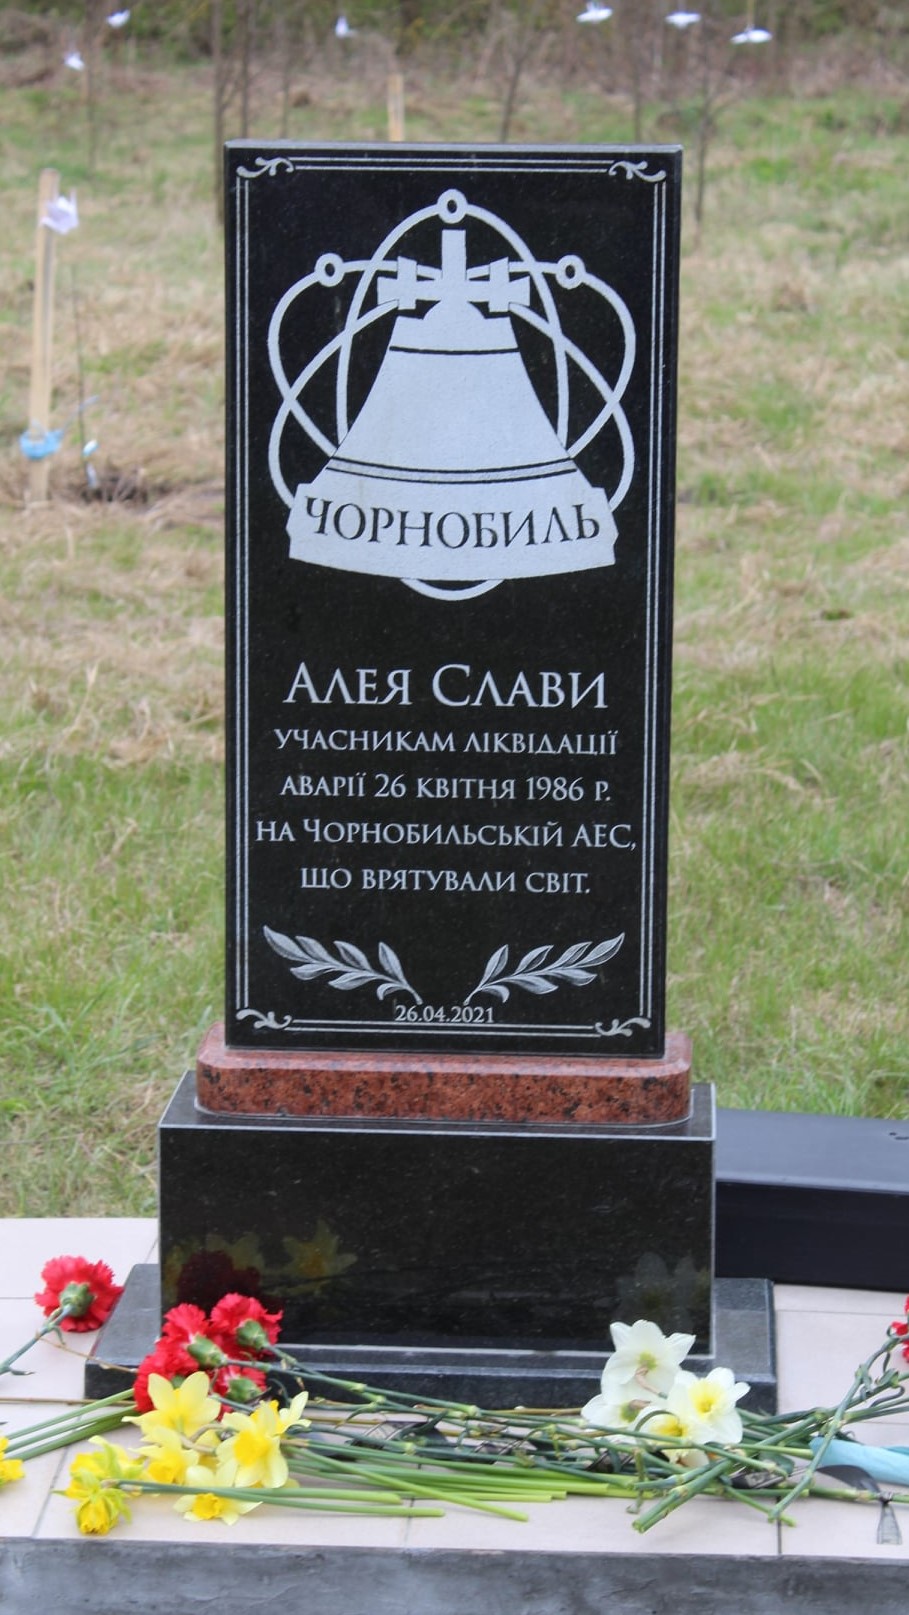 ЧОРНОБИЛЬ
АЛЕЯ СЛАВИ
УЧАСНИКАМ ЛІКВІДАЦІЇ
АВАРІЇ 26 КВІТНЯ 1986 Р.
НА ЧОРНОБИЛЬСЬКІЙ АЕС,
ЩО ВРЯТУВАЛИ СВІТ.
26.04.2021